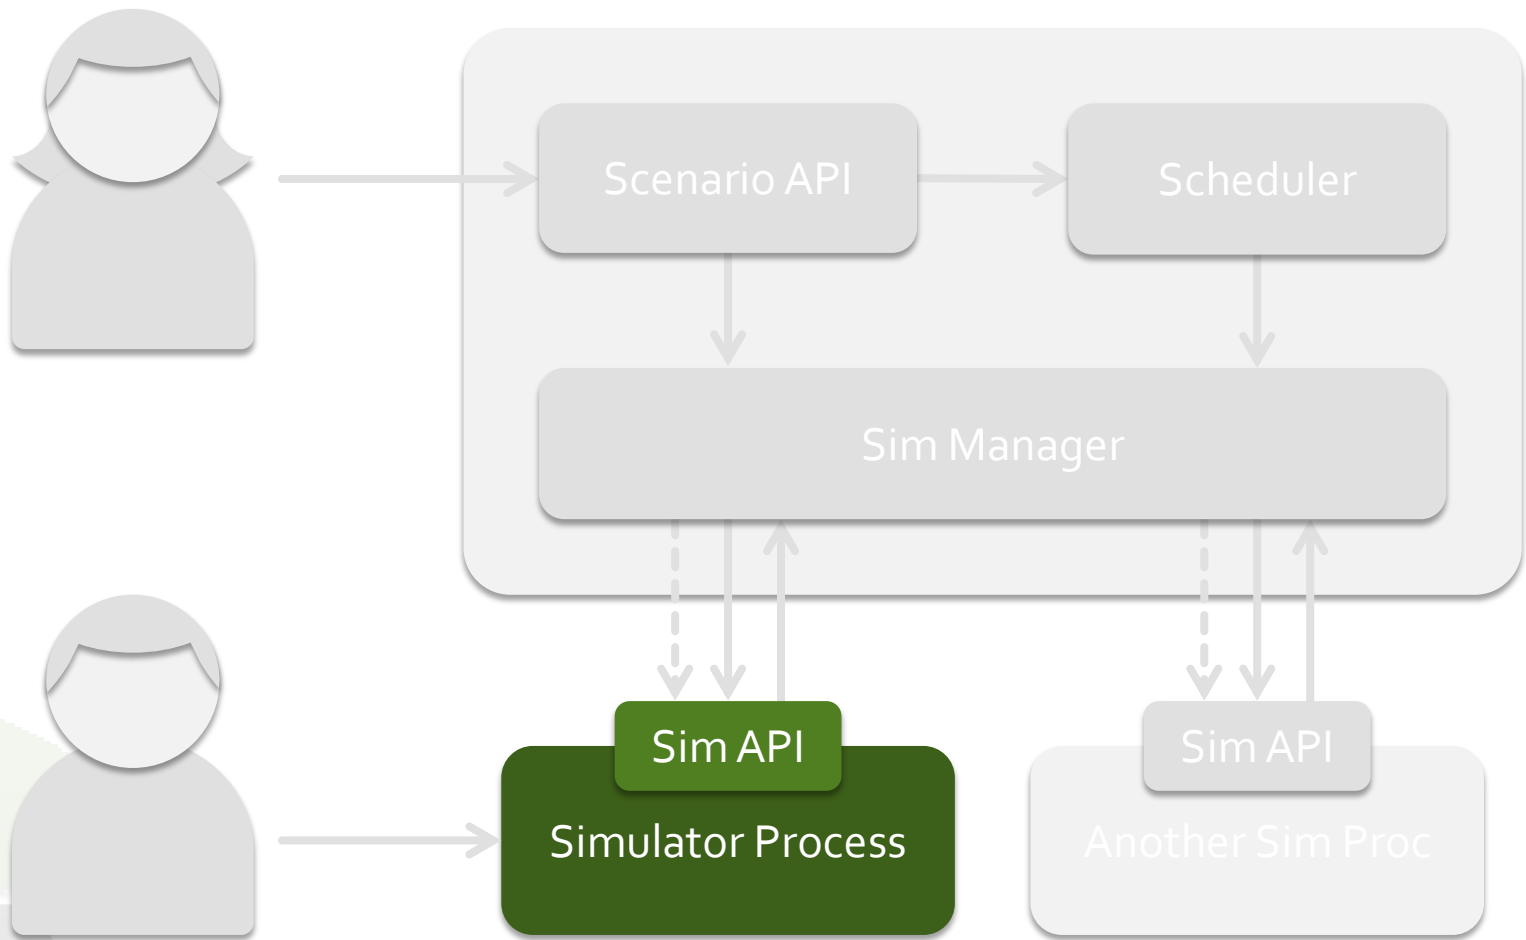 Scenario API
Scheduler
Sim Manager
Sim API
Sim API
Simulator Process
Another Sim Proc